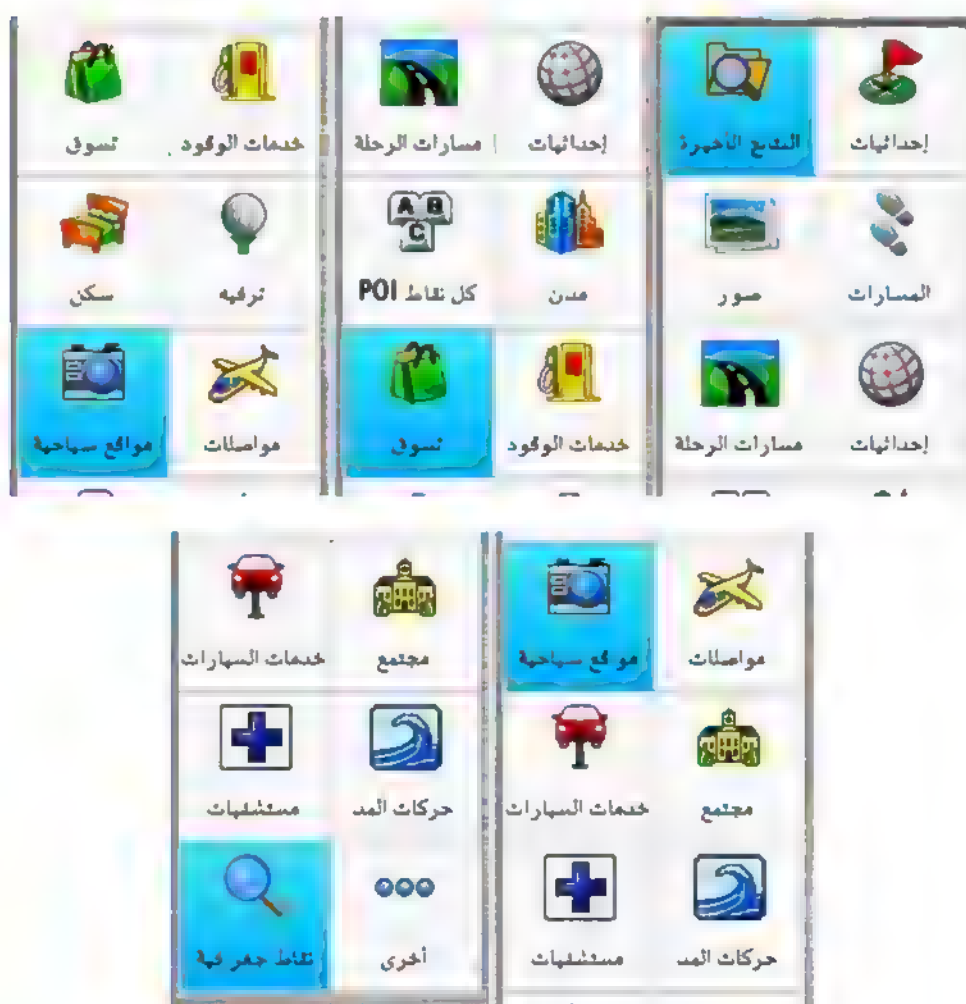 إحداثيات
المسارات صور
إحداثيات مسارات الرحلة
إحداثيات مسارات الرحلة
مدن كل نقاط POI
خدمات الوقود تسوق
خدمات الوقود تسوق
ترفيه سكن
مواصلات مواقع سياحية
مواصلات مواقع سياحية
مجتمع خدمات السيارات
حركات المد مستشفيات
مجتمع خدمات السيارات
حركات المد مستشفيات
أخرى نقاط جغرافية